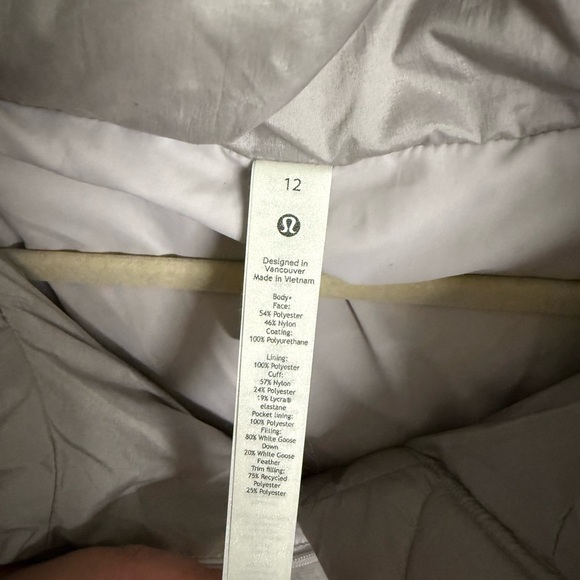 12
Designed in
Vancouver
Made in Vietnam
Body+
Face:
54% Polyester
46% Nylon
Coating:
100% Polyurethane
Lining:
100% Polyester
Cuff:
57% Nylon
24% Polyester
19% Lycra®
elastane
Pocket lining:
100% Polyester
Filling:
80% White Goose
Down
20% White Goose
Feather
Trim filling:
75% Recycled
Polyester
25% Polyester